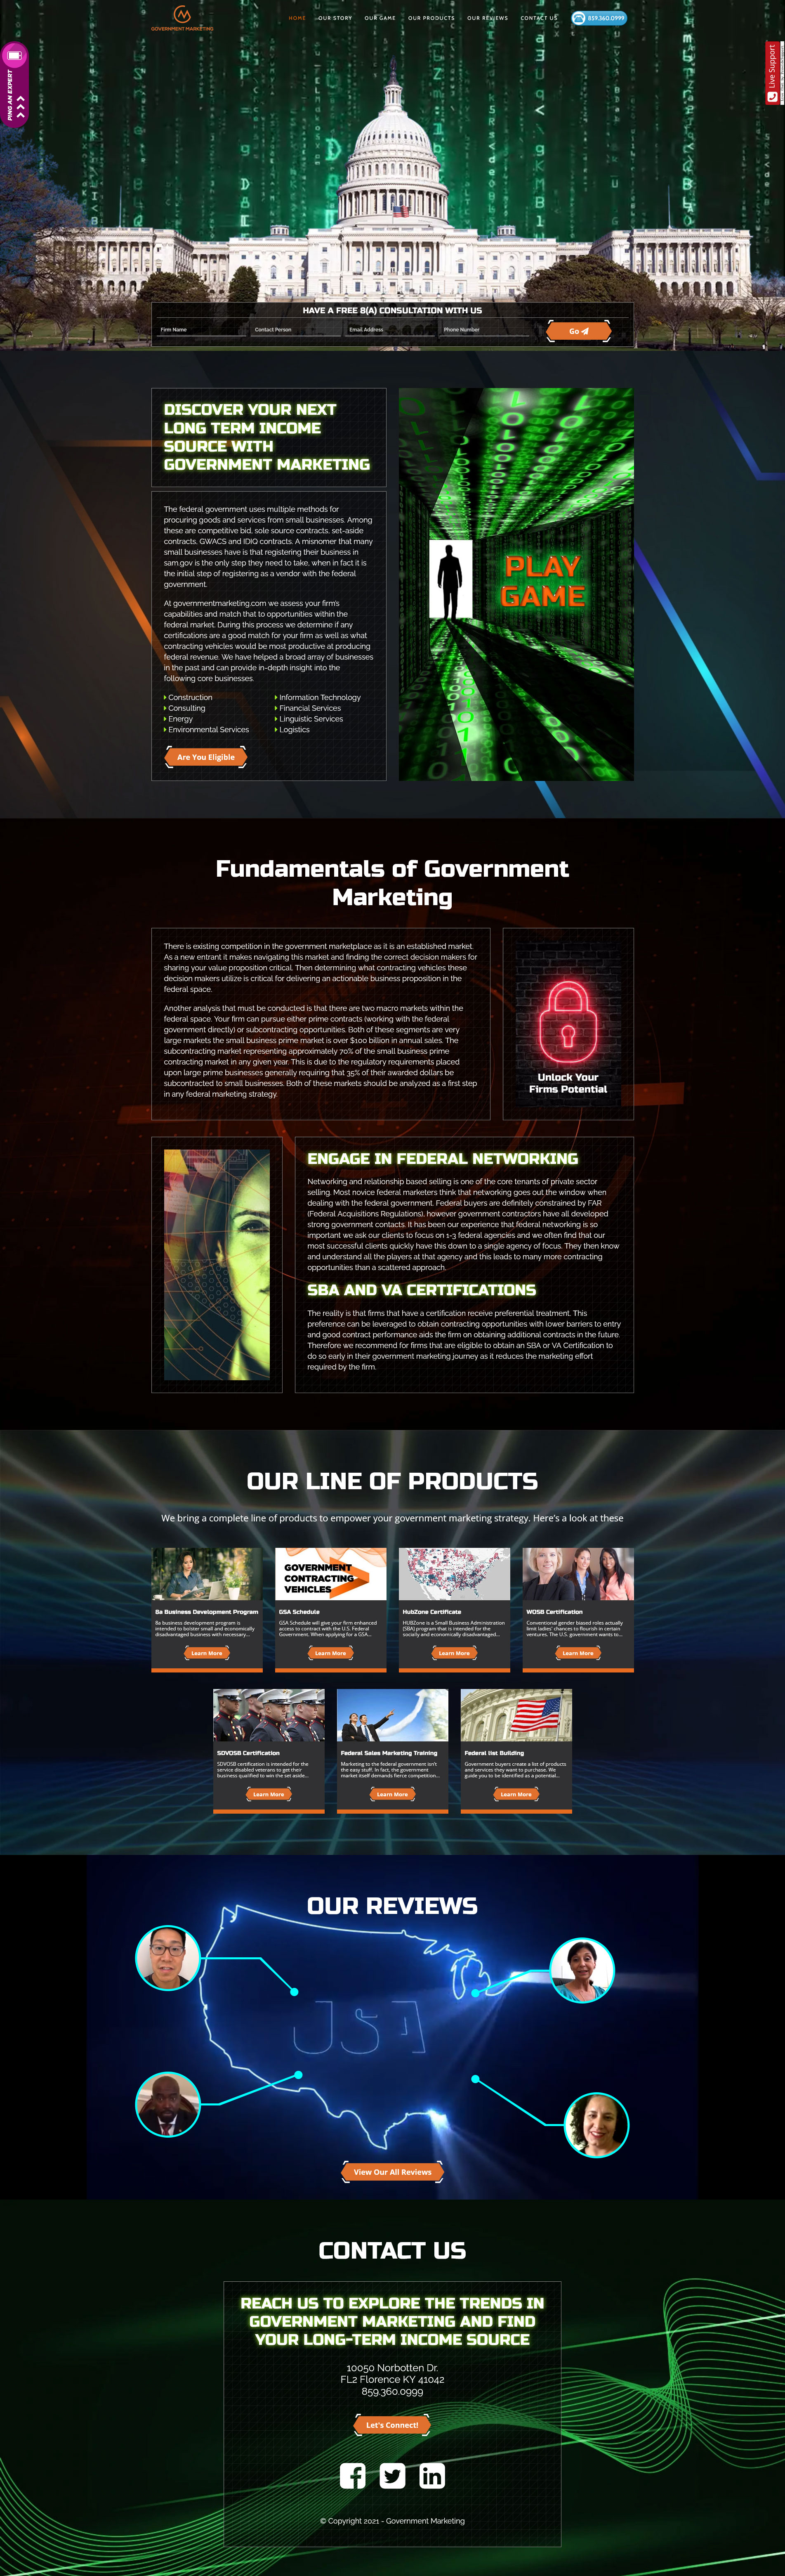 GOVERNMENT MARKETING
HOME OUR STORY OUR GAME OUR PRODUCTS OUR REVIEWS CONTACT US 859.360.0999
PING AN EXPERT
Live Support
HAVE A FREE 8(A) CONSULTATION WITH US
Firm Name Contact Person Email Address Phone Number Go
DISCOVER YOUR NEXT
LONG TERM INCOME
SOURCE WITH
GOVERNMENT MARKETING
The federal government uses multiple methods for
procuring goods and services from small businesses. Among
these are competitive bid, sole source contracts, set-aside
contracts, GWACS and IDIQ contracts. A misnomer that many
small businesses have is that registering their business in
sam.gov is the only step they need to take, when in fact it is
the initial step of registering as a vendor with the federal
government.
At governmentmarketing.com we assess your firm's
capabilities and match that to opportunities within the
federal market. During this process we determine if any
certifications are a good match for your firm as well as what
contracting vehicles would be most productive at producing
federal revenue. We have helped a broad array of businesses
in the past and can provide in-depth insight into the
following core businesses.
Construction
Consulting
Energy
Environmental Services
Information Technology
Financial Services
Linguistic Services
Logistics
Are You Eligible
PLAY
GAME
Fundamentals of Government
Marketing
There is existing competition in the government marketplace as it is an established market.
As a new entrant it makes navigating this market and finding the correct decision makers for
sharing your value proposition critical. Then determining what contracting vehicles these
decision makers utilize is critical for delivering an actionable business proposition in the
federal space.
Another analysis that must be conducted is that there are two macro markets within the
federal space. Your firm can pursue either prime contracts (working with the federal
government directly) or subcontracting opportunities. Both of these segments are very
large markets the small business prime market is over $100 billion in annual sales. The
subcontracting market representing approximately 70% of the small business prime
contracting market in any given year. This is due to the regulatory requirements placed
upon large prime businesses generally requiring that 35% of their awarded dollars be
subcontracted to small businesses. Both of these markets should be analyzed as a first step
in any federal marketing strategy.
Unlock Your
Firms Potential
ENGAGE IN FEDERAL NETWORKING
Networking and relationship based selling is one of the core tenants of private sector
selling. Most novice federal marketers think that networking goes out the window when
dealing with the federal government. Federal buyers are definitely constrained by FAR
(Federal Acquisitions Regulations), however government contractors have all developed
strong government contacts. It has been our experience that federal networking is so
important we ask our clients to focus on 1-3 federal agencies and we often find that our
most successful clients quickly have this down to a single agency of focus. They then know
and understand all the players at that agency and this leads to many more contracting
opportunities than a scattered approach.
SBA AND VA CERTIFICATIONS
The reality is that firms that have a certification receive preferential treatment. This
preference can be leveraged to obtain contracting opportunities with lower barriers to entry
and good contract performance aids the firm on obtaining additional contracts in the future.
Therefore we recommend for firms that are eligible to obtain an SBA or VA Certification to
do so early in their government marketing journey as it reduces the marketing effort
required by the firm.
OUR LINE OF PRODUCTS
We bring a complete line of products to empower your government marketing strategy. Here's a look at these
8a Business Development Program
8a business development program is
intended to bolster small and economically
disadvantaged business with necessary...
Learn More
GOVERNMENT
CONTRACTING
VEHICLES
GSA Schedule
GSA Schedule will give your firm enhanced
access to contract with the U.S. Federal
Government. When applying for a GSA...
Learn More
HubZone Certificate
HUBZone is a Small Business Administration
(SBA) program that is intended for the
socially and economically disadvantaged...
Learn More
WOSB Certification
Conventional gender biased roles actually
limit ladies' chances to flourish in certain
ventures. The U.S. government wants to...
Learn More
SDVOSB Certification
SDVOSB certification is intended for the
service disabled veterans to get their
business qualified to win the set aside...
Learn More
Federal Sales Marketing Training
Marketing to the federal government isn't
the easy stuff. In fact, the government
market itself demands fierce competition...
Learn More
Federal list Building
Government buyers create a list of products
and services they want to purchase. We
guide you to be identified as a potential...
Learn More
OUR REVIEWS
View Our All Reviews
CONTACT US
REACH US TO EXPLORE THE TRENDS IN
GOVERNMENT MARKETING AND FIND
YOUR LONG-TERM INCOME SOURCE
10050 Norbotten Dr.
FL2 Florence KY 41042
859.360.0999
Let's Connect!
© Copyright 2021 - Government Marketing